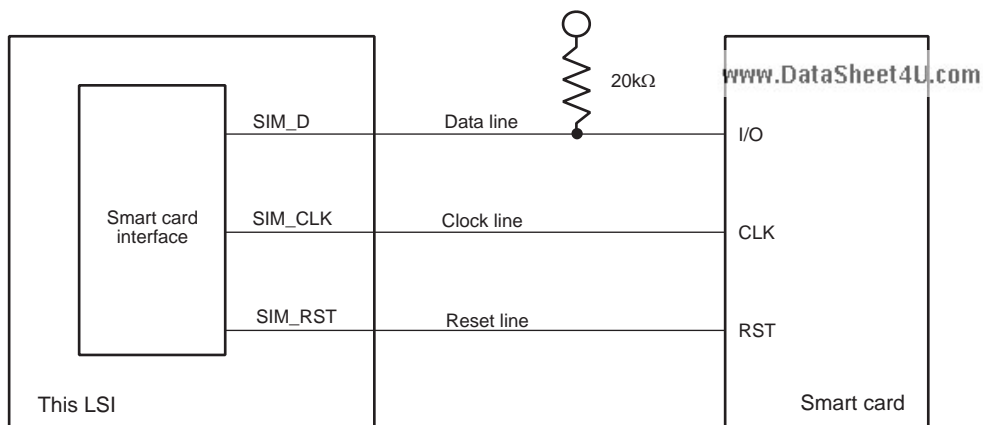 20kΩ
www.DataSheet4U.com
SIM_D
Data line
I/O
Smart card
interface
SIM_CLK
Clock line
CLK
SIM_RST
Reset line
RST
This LSI
Smart card